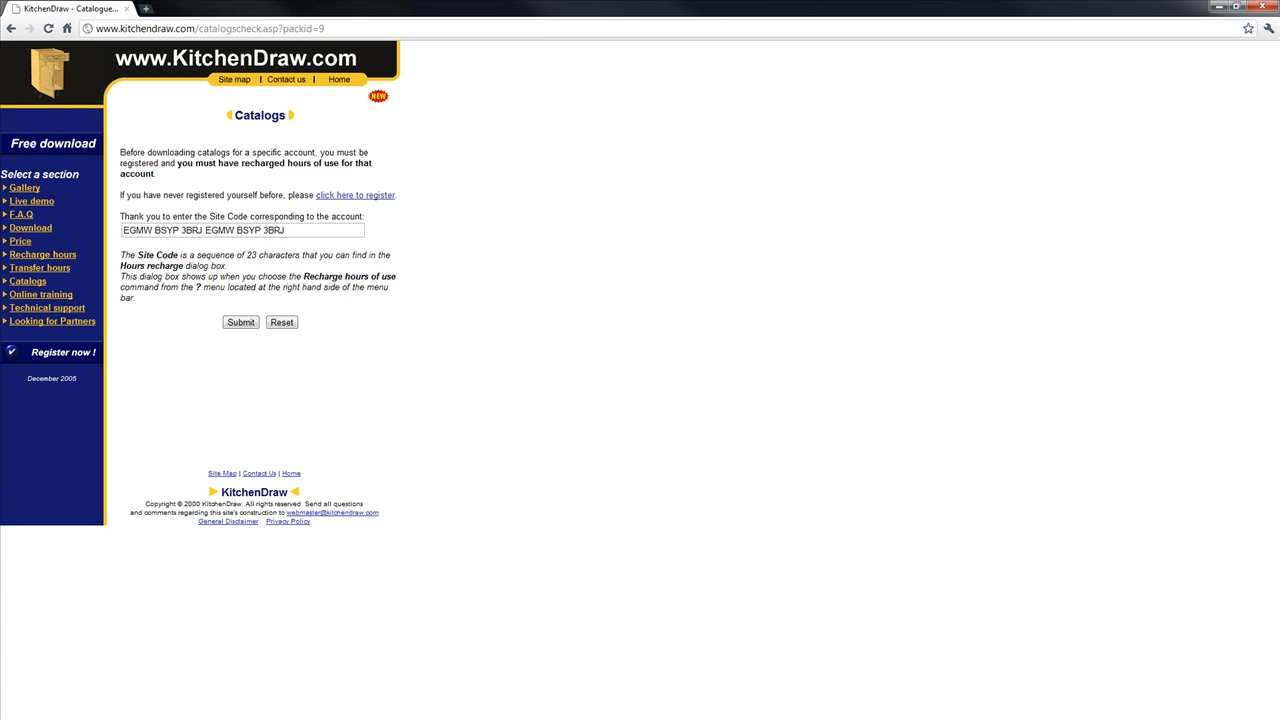 KitchenDraw - Catalogue...
www.kitchendraw.com/catalogscheck.asp?packid=9
www.KitchenDraw.com
Site map | Contact us | Home
NEW
Catalogs
Free download
Select a section
Gallery
Live demo
F.A.Q
Download
Price
Recharge hours
Transfer hours
Catalogs
Online training
Technical support
Looking for Partners
Register now !
December 2005
Before downloading catalogs for a specific account, you must be
registered and you must have recharged hours of use for that
account.
If you have never registered yourself before, please click here to register.
Thank you to enter the Site Code corresponding to the account:
EGMW BSYP 3BRJ EGMW BSYP 3BRJ
The Site Code is a sequence of 23 characters that you can find in the
Hours recharge dialog box.
This dialog box shows up when you choose the Recharge hours of use
command from the ? menu located at the right hand side of the menu
bar.
Submit Reset
Site Map | Contact Us | Home
KitchenDraw
Copyright © 2000 KitchenDraw. All rights reserved. Send all questions
and comments regarding this site's construction to webmaster@kitchendraw.com
General Disclaimer Privacy Policy